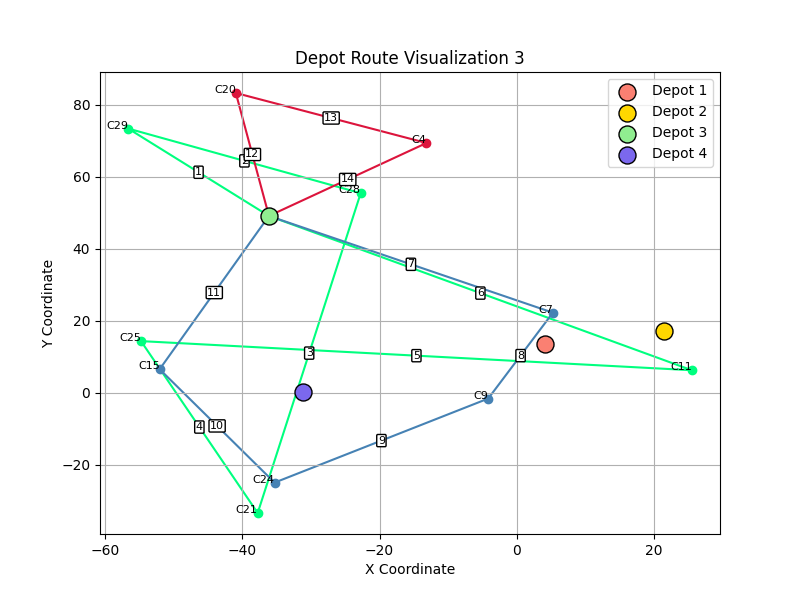 Depot Route Visualization 3
Depot 1
Depot 2
Depot 3
Depot 4
C20
C4
C29
C28
C7
C25
C15
C11
C9
C24
C21
13
12
2
14
1
7
6
11
3
5
8
4
10
9
80
60
40
20
0
−20
−60
−40
−20
0
20
X Coordinate
Y Coordinate